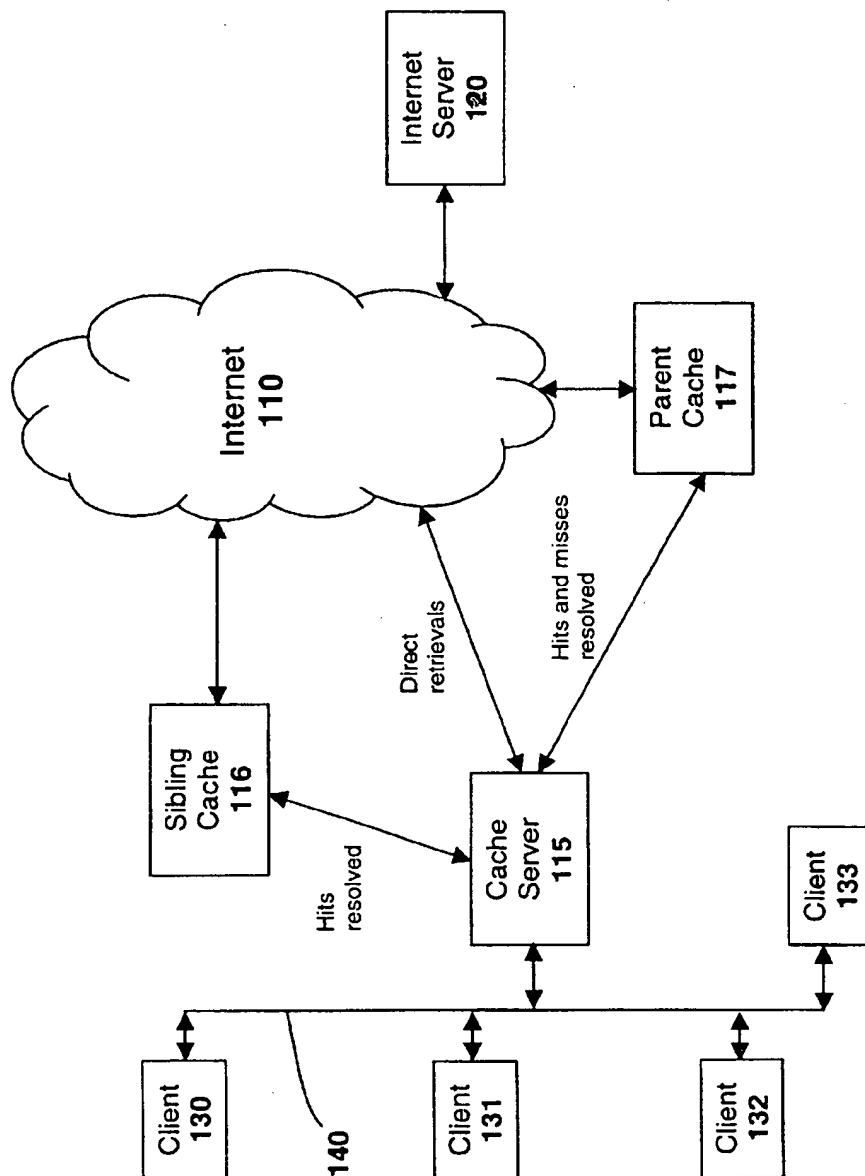 Client
130
140
Client
131
Client
132
Client
133
Cache
Server
115
Hits
resolved
Sibling
Cache
116
Direct
retrievals
Hits and misses
resolved
Internet
110
Parent
Cache
117
Internet
Server
120